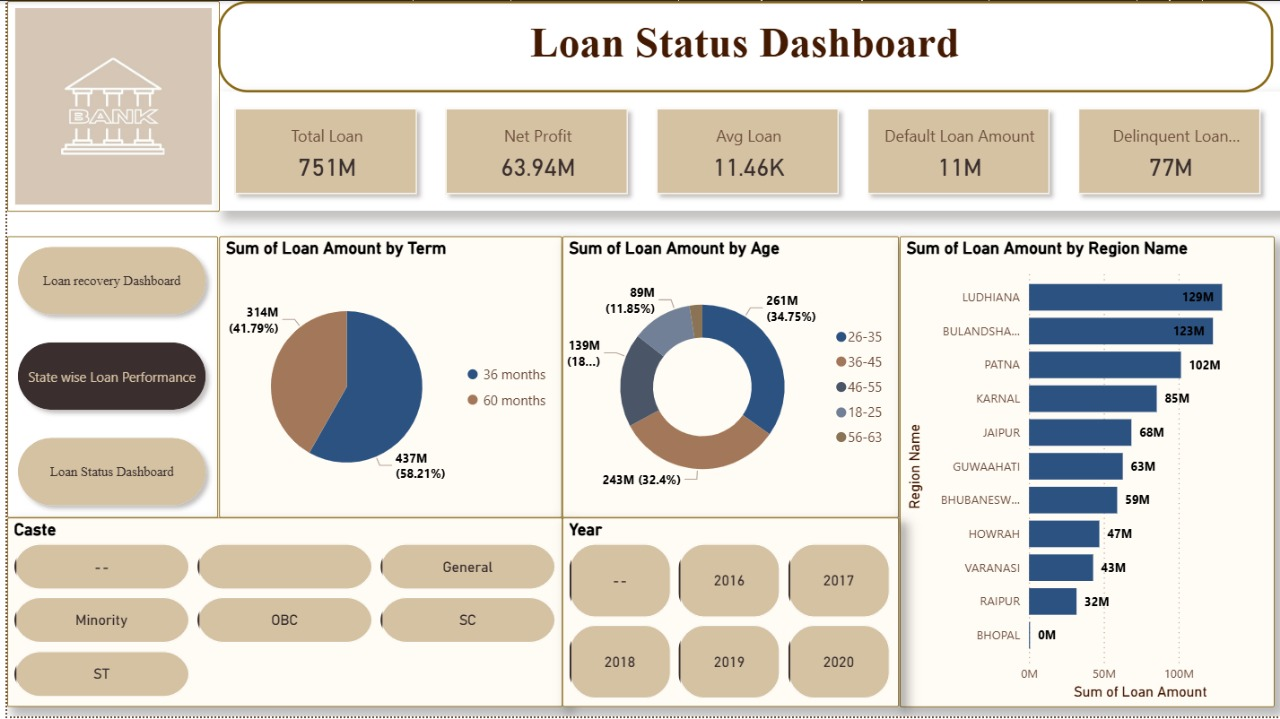 BANK
Loan Status Dashboard
Total Loan
751M
Net Profit
63.94M
Avg Loan
11.46K
Default Loan Amount
11M
Delinquent Loan...
77M
Loan recovery Dashboard
State wise Loan Performance
Loan Status Dashboard
Sum of Loan Amount by Term
314M
(41.79%)
437M
(58.21%)
36 months
60 months
Sum of Loan Amount by Age
89M
(11.85%)
261M
(34.75%)
139M
(18...)
243M (32.4%)
26-35
36-45
46-55
18-25
56-63
Sum of Loan Amount by Region Name
Region Name
LUDHIANA 129M
BULANDSHA... 123M
PATNA 102M
KARNAL 85M
JAIPUR 68M
GUWAAHATI 63M
BHUBANESW... 59M
HOWRAH 47M
VARANASI 43M
RAIPUR 32M
BHOPAL 0M
0M 50M 100M
Sum of Loan Amount
Caste
--
General
Minority OBC SC
ST
Year
-- 2016 2017
2018 2019 2020